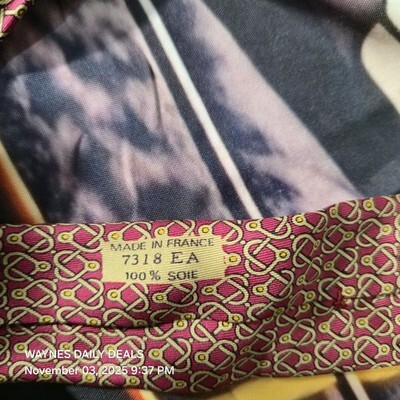 MADE IN FRANCE
7318 EA
100% SOIE
WAYNES DAILY DEALS
November 03, 2025 9:37 PM